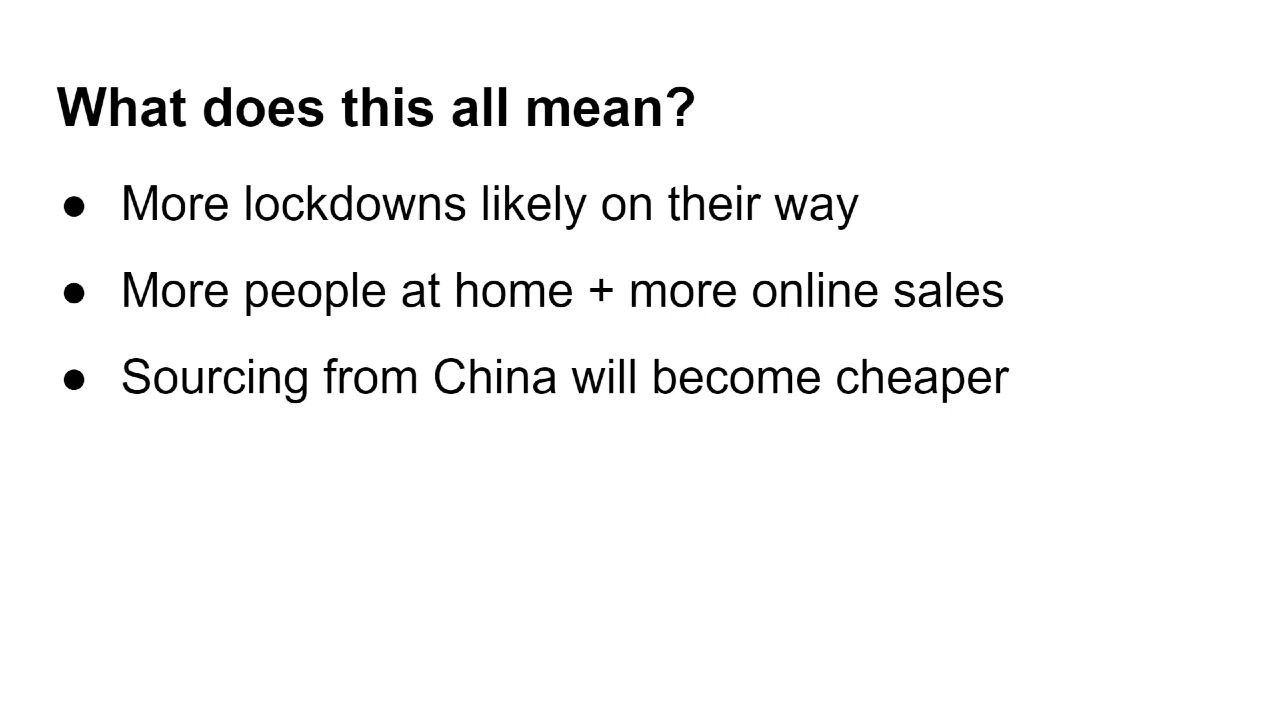 What does this all mean?
● More lockdowns likely on their way
● More people at home + more online sales
● Sourcing from China will become cheaper